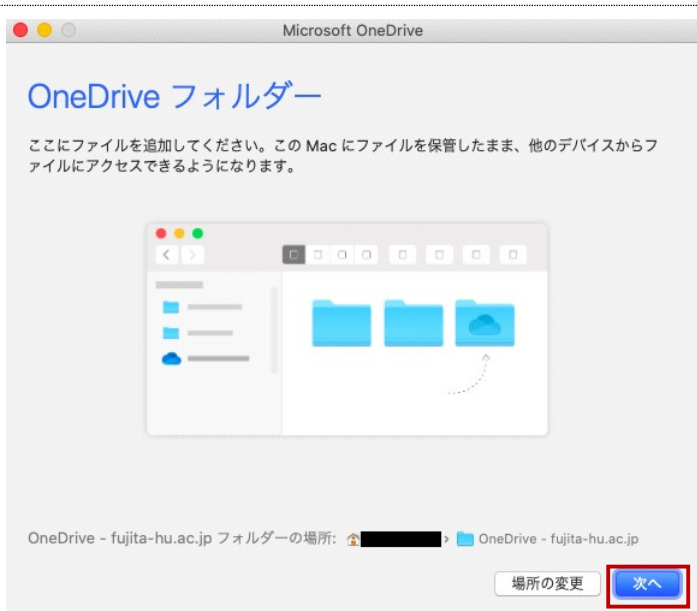 Microsoft OneDrive
OneDrive フォルダー
ここにファイルを追加してください。この Mac にファイルを保管したまま、他のデバイスからフ
ァイルにアクセスできるようになります。
OneDrive - fujita-hu.ac.jp フォルダーの場所: › OneDrive - fujita-hu.ac.jp
場所の変更 次へ